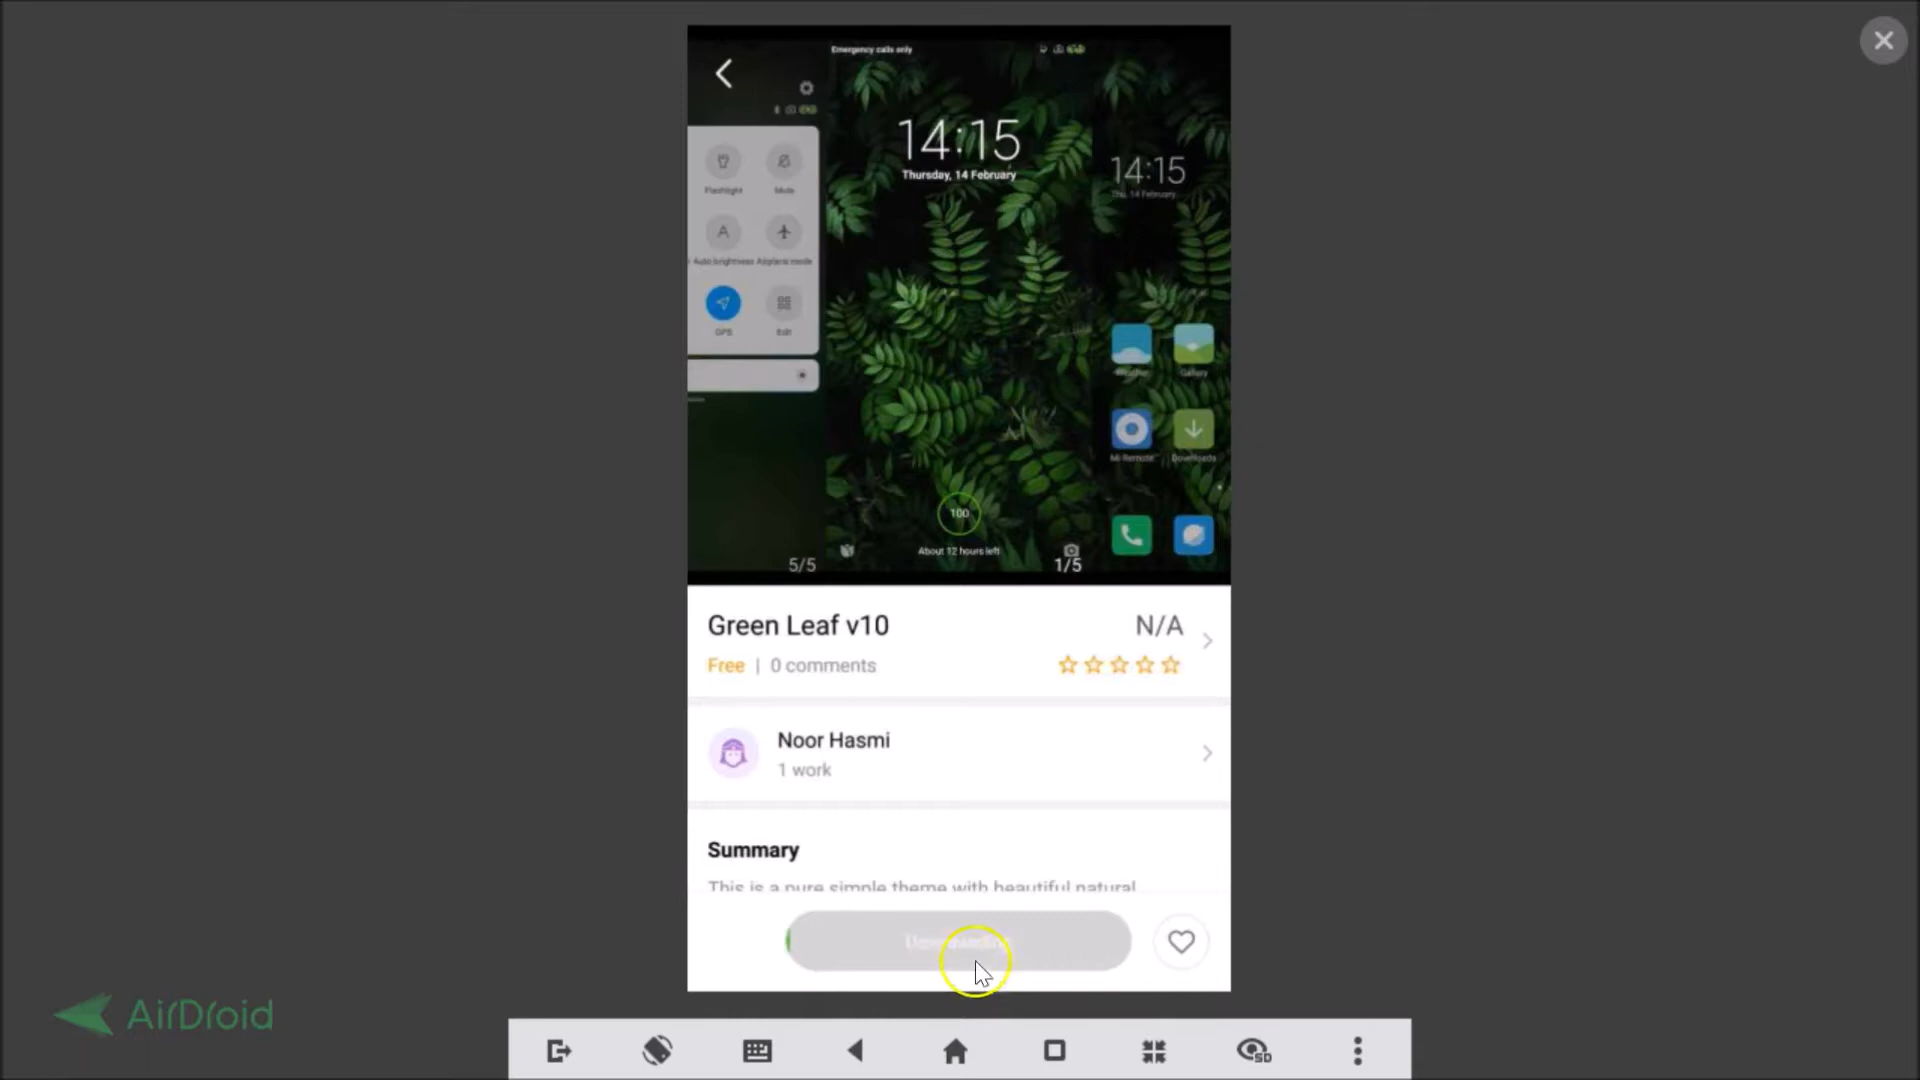 Emergency calls only
14:15
Thursday, 14 February
14:15
Thu, 14 February
Flashlight
Mute
Auto brightness
Airplane mode
GPS
Edit
Weather
Gallery
Mi Remote
Downloads
100
About 12 hours left
5/5
1/5
Green Leaf v10
N/A
Free | 0 comments
Noor Hasmi
1 work
Summary
This is a pure simple theme with beautiful natural
Downloading
AirDroid
SD